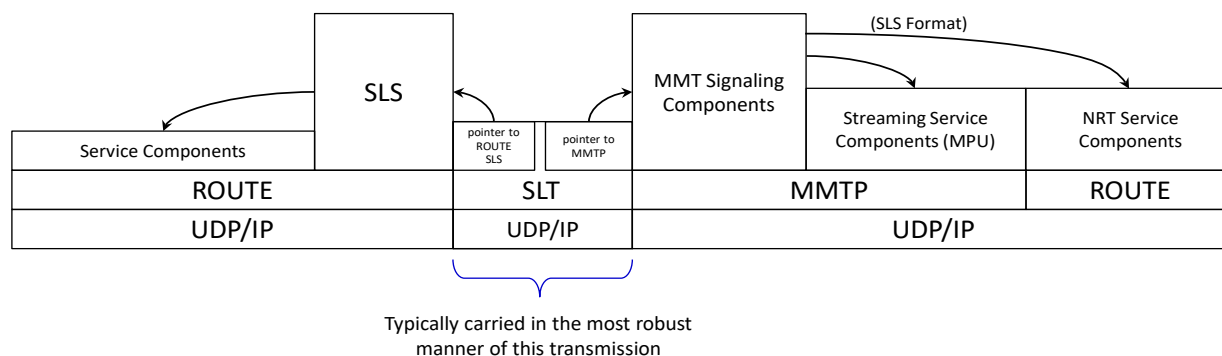 (SLS Format)
SLS
MMT Signaling
Components
Service Components
pointer to
ROUTE
SLS
pointer to
MMTP
Streaming Service
Components (MPU)
NRT Service
Components
ROUTE
SLT
MMTP
ROUTE
UDP/IP
UDP/IP
UDP/IP
Typically carried in the most robust
manner of this transmission